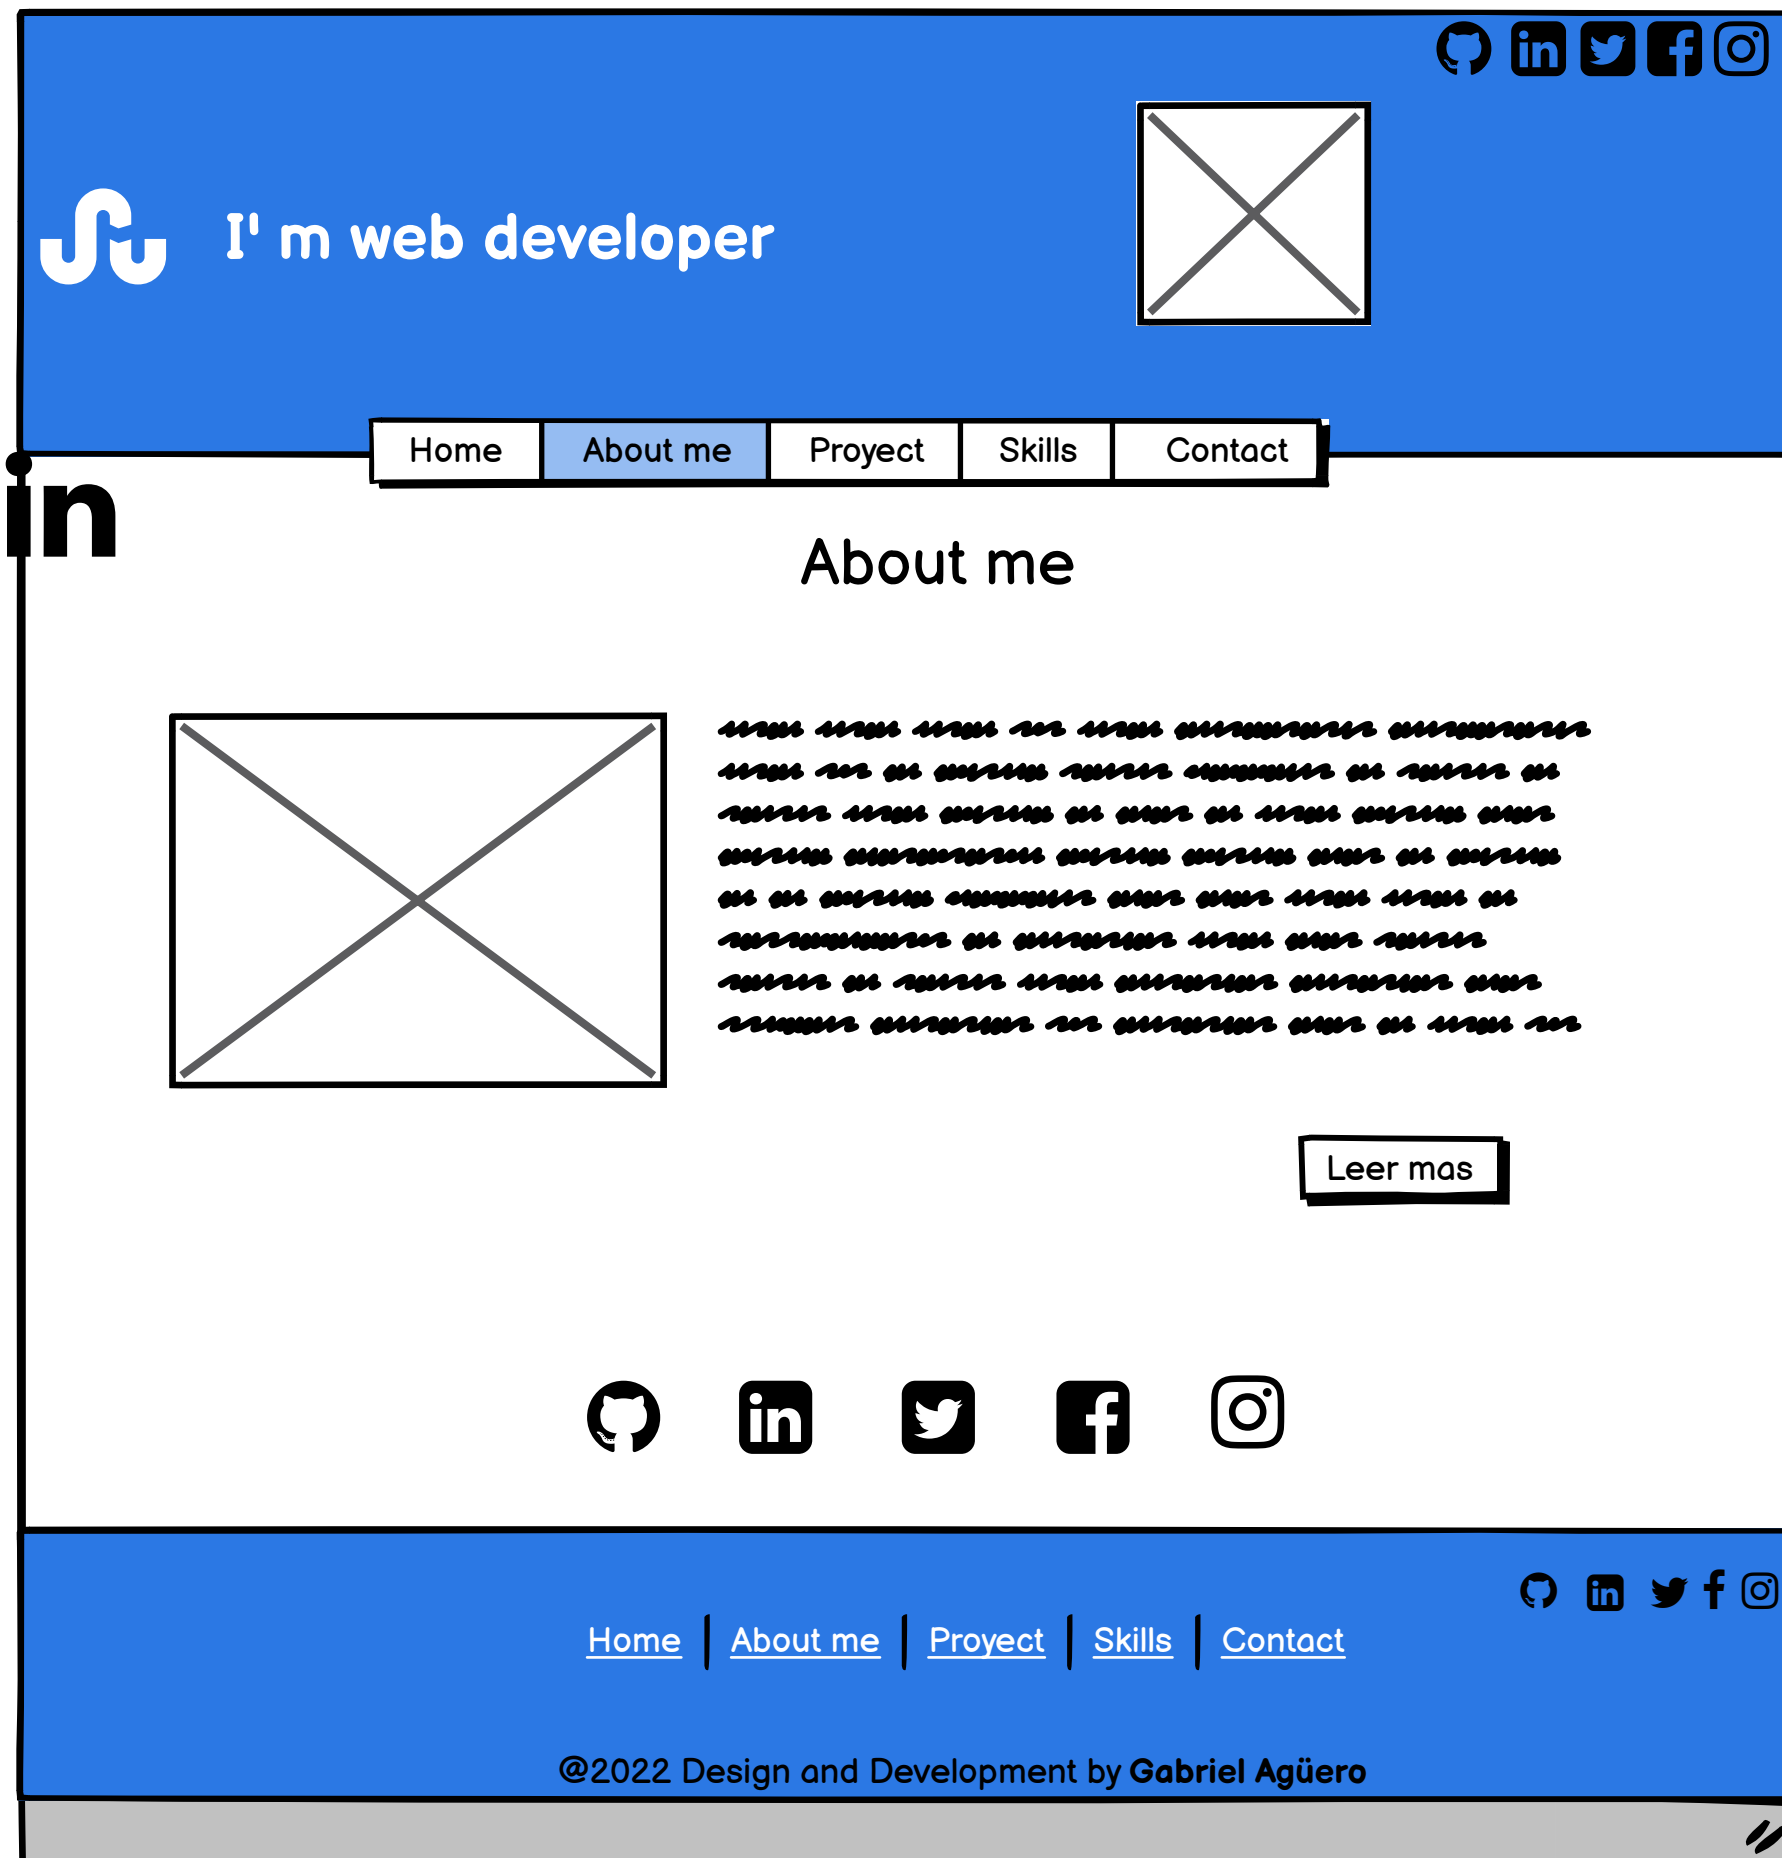 I' m web developer
Home About me Proyect Skills Contact
in
About me
Leer mas
Home About me Proyect Skills Contact
@2022 Design and Development by Gabriel Agüero